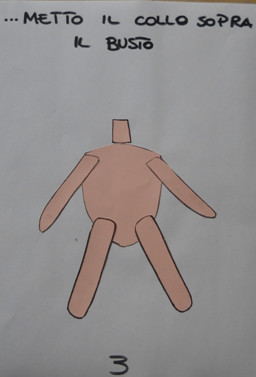 ...METTO IL COLLO SOPRA
IL BUSTO
3